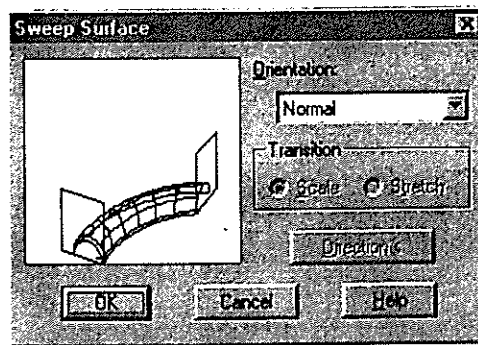 Sweep Surface
Orientation:
Normal
Transition
Scale Stretch
Direction <
OK Cancel Help